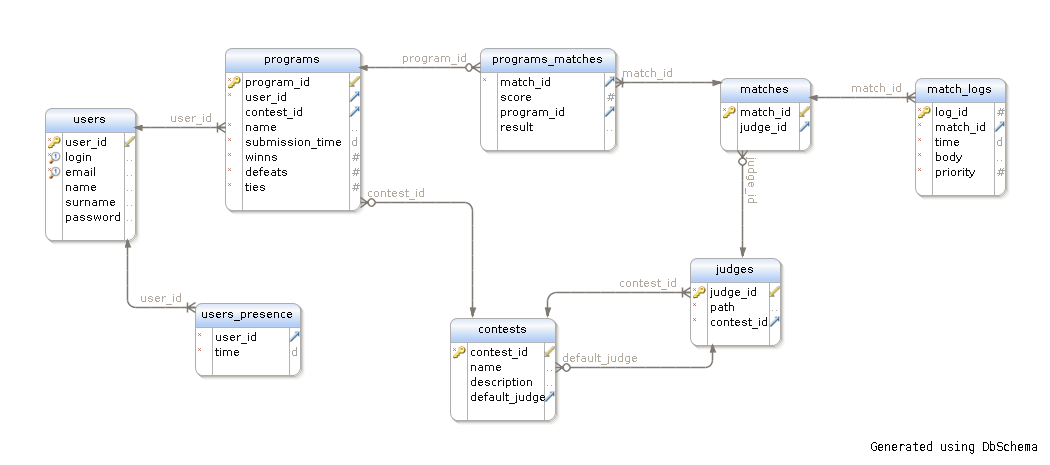 programs
program_id
user_id
contest_id
name
submission_time
winns
defeats
ties
program_id
programs_matches
match_id
score
program_id
result
match_id
matches
match_id
judge_id
match_id
match_logs
log_id
match_id
time
body
priority
users
user_id
login
email
name
surname
password
user_id
contest_id
judge_id
user_id
users_presence
user_id
time
contest_id
judges
judge_id
path
contest_id
contests
contest_id
name
description
default_judge
default_judge
Generated using DbSchema